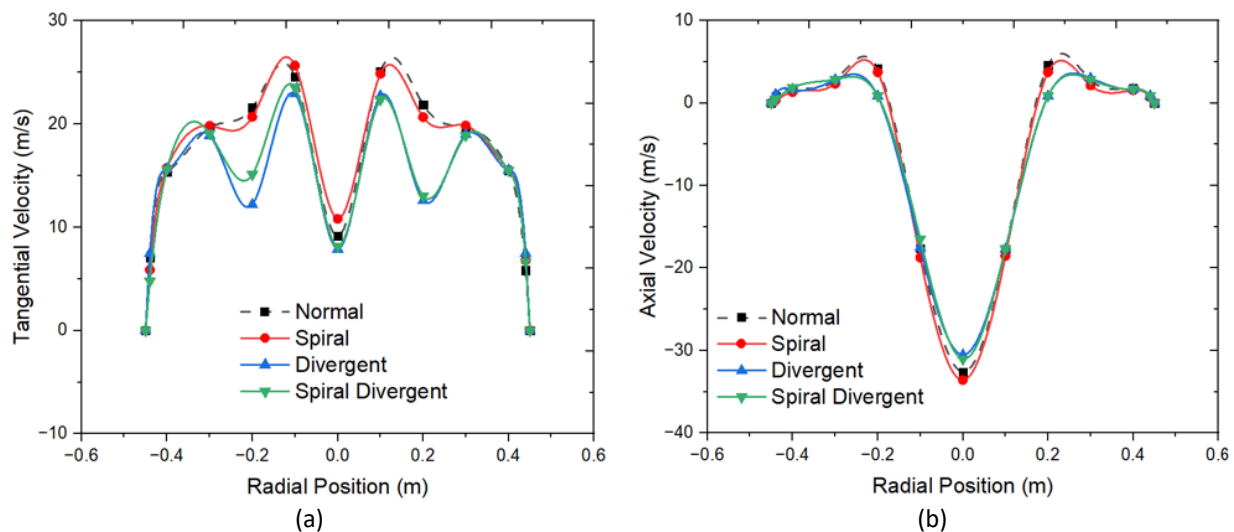 30
20
10
0
−10
Tangential Velocity (m/s)
Normal
Spiral
Divergent
Spiral Divergent
−0.6 −0.4 −0.2 0.0 0.2 0.4 0.6
Radial Position (m)
(a)
10
0
−10
−20
−30
−40
Axial Velocity (m/s)
Normal
Spiral
Divergent
Spiral Divergent
−0.6 −0.4 −0.2 0.0 0.2 0.4 0.6
Radial Position (m)
(b)